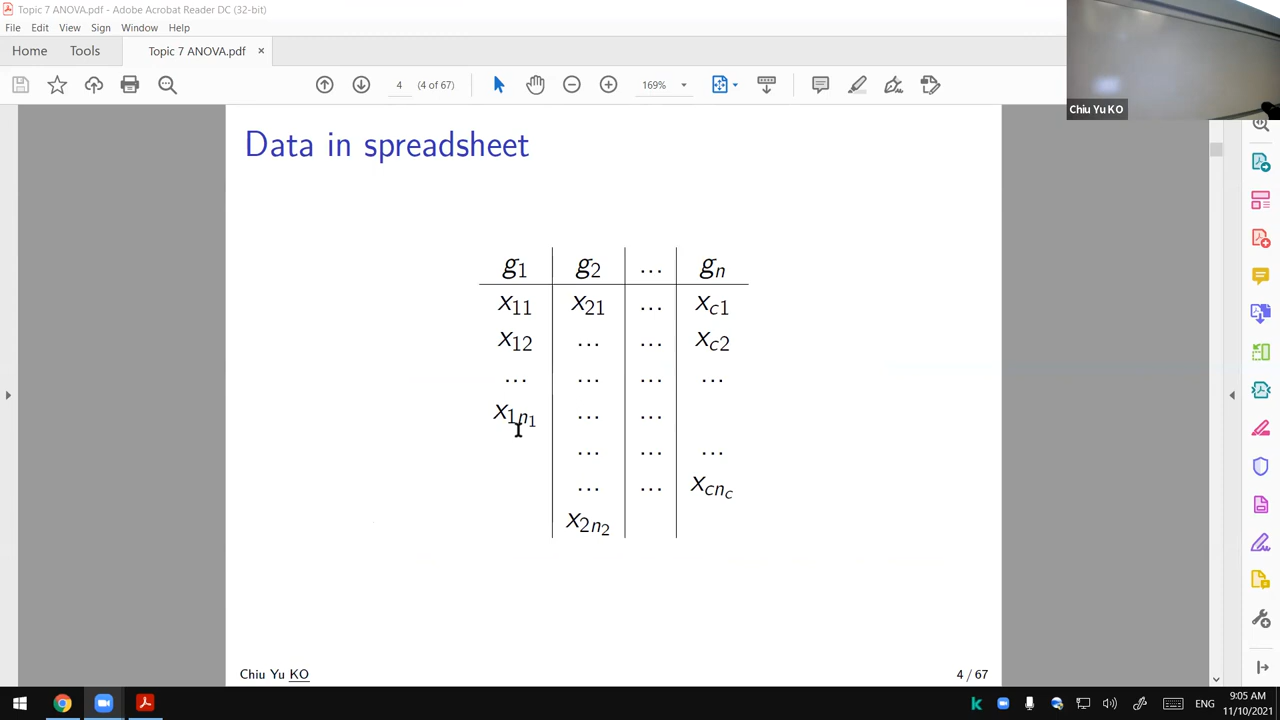 Topic 7 ANOVA.pdf - Adobe Acrobat Reader DC (32-bit)
File Edit View Sign Window Help
Home Tools Topic 7 ANOVA.pdf ×
4 (4 of 67) 169%
Chiu Yu KO
Data in spreadsheet
g1 g2 ... gn
x11 x21 ... xc1
x12 ... ... xc2
... ... ... ...
x1n1 ... ...
... ... ...
... ... xcnc
x2n2
Chiu Yu KO 4 / 67
ENG 9:05 AM
11/10/2021